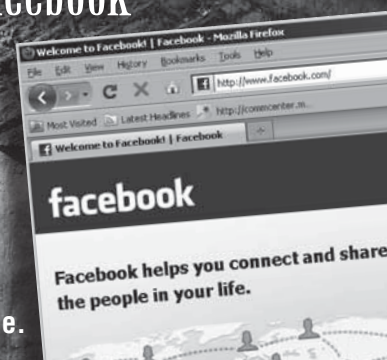 Welcome to Facebook! | Facebook - Mozilla Firefox
File Edit View History Bookmarks Tools Help
http://www.facebook.com/
Most Visited Latest Headlines http://commcenter.m...
Welcome to Facebook! | Facebook
facebook
Facebook helps you connect and share
the people in your life.
e.